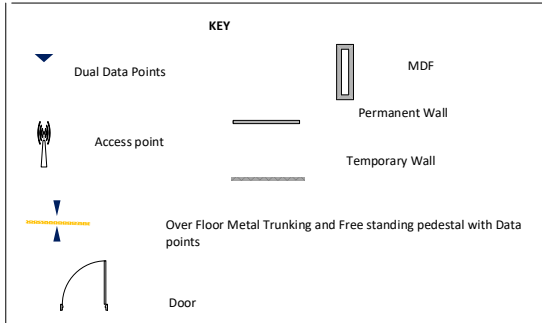 KEY
Dual Data Points
MDF
Permanent Wall
Access point
Temporary Wall
Over Floor Metal Trunking and Free standing pedestal with Data
points
Door